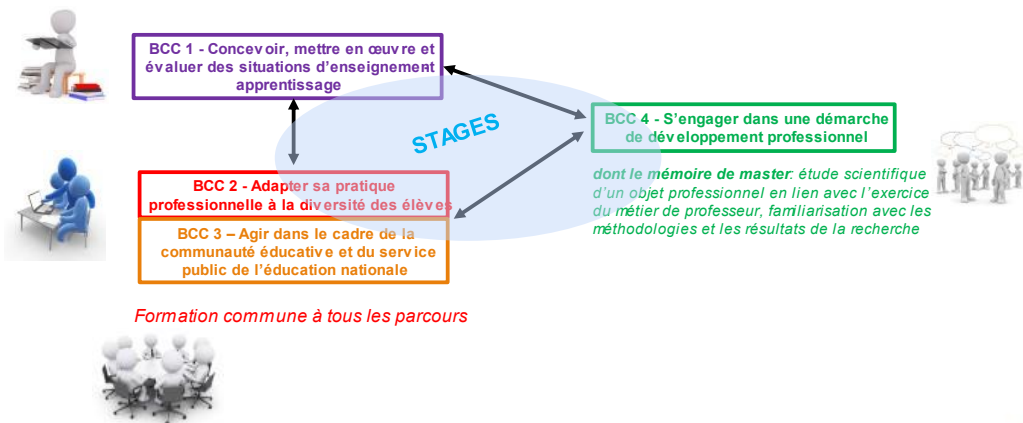 BCC 1 - Concevoir, mettre en œuvre et
évaluer des situations d'enseignement
apprentissage
STAGES
BCC 4 - S'engager dans une démarche
de développement professionnel
BCC 2 - Adapter sa pratique
professionnelle à la diversité des élèves
dont le mémoire de master: étude scientifique
d'un objet professionnel en lien avec l'exercice
du métier de professeur, familiarisation avec les
méthodologies et les résultats de la recherche
BCC 3 – Agir dans le cadre de la
communauté éducative et du service
public de l'éducation nationale
Formation commune à tous les parcours